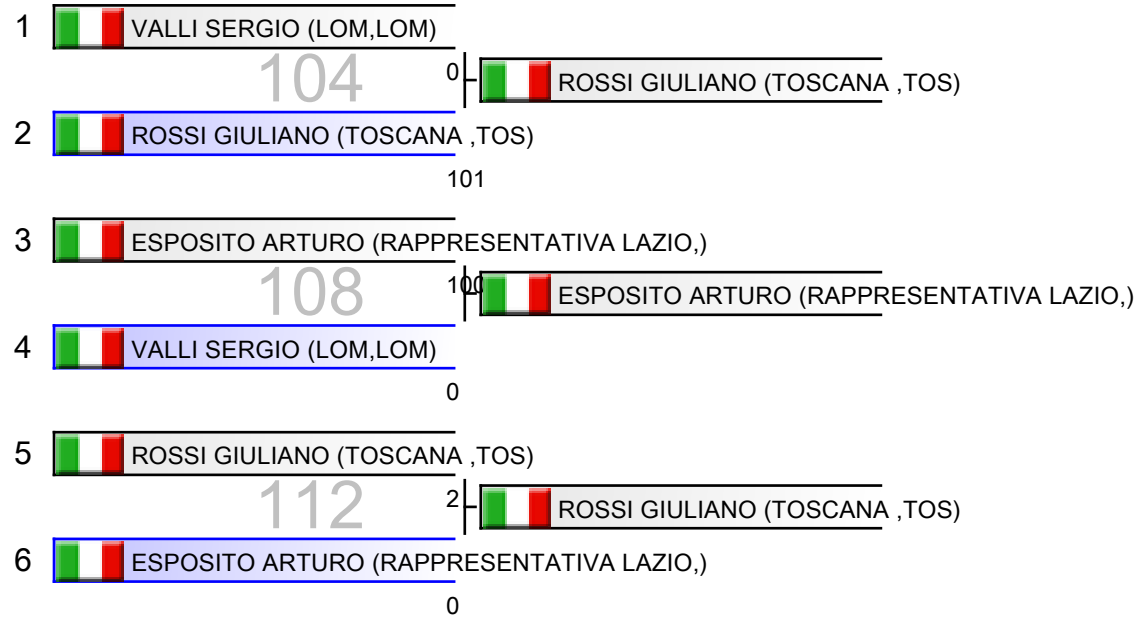 1 VALLI SERGIO (LOM,LOM)
104 0 ROSSI GIULIANO (TOSCANA ,TOS)
2 ROSSI GIULIANO (TOSCANA ,TOS)
101
3 ESPOSITO ARTURO (RAPPRESENTATIVA LAZIO,)
108 100 ESPOSITO ARTURO (RAPPRESENTATIVA LAZIO,)
4 VALLI SERGIO (LOM,LOM)
0
5 ROSSI GIULIANO (TOSCANA ,TOS)
112 2 ROSSI GIULIANO (TOSCANA ,TOS)
6 ESPOSITO ARTURO (RAPPRESENTATIVA LAZIO,)
0